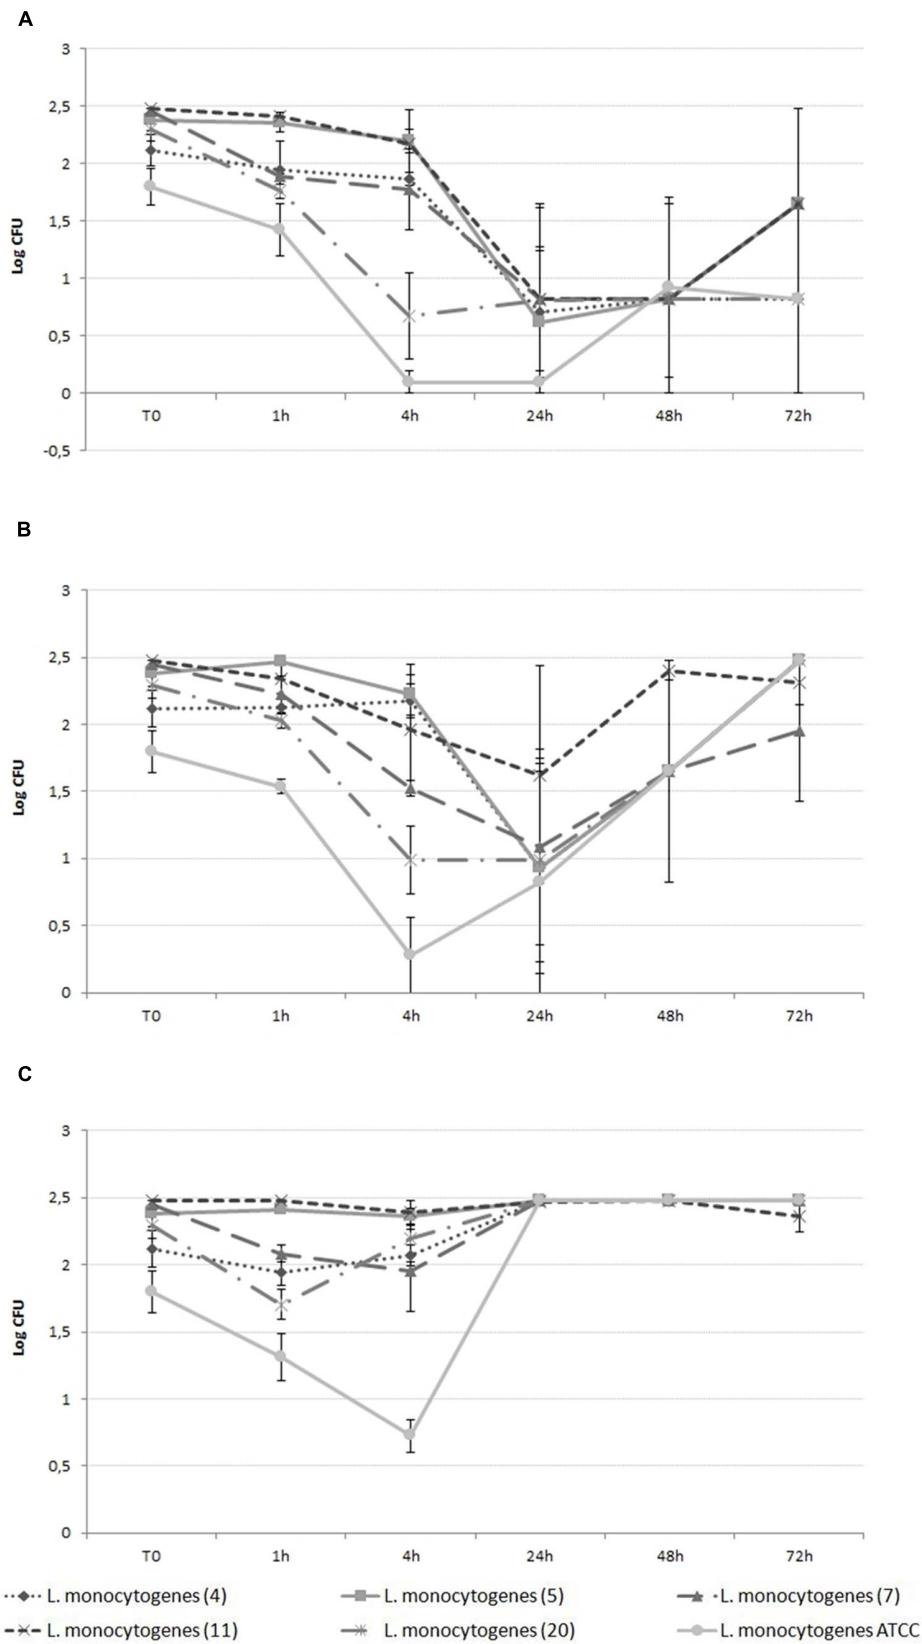 A
3
2,5
2
1,5
1
0,5
0
-0,5
Log CFU
T0 1h 4h 24h 48h 72h
B
3
2,5
2
1,5
1
0,5
0
Log CFU
T0 1h 4h 24h 48h 72h
C
3
2,5
2
1,5
1
0,5
0
Log CFU
T0 1h 4h 24h 48h 72h
L. monocytogenes (4) L. monocytogenes (5) L. monocytogenes (7)
L. monocytogenes (11) L. monocytogenes (20) L. monocytogenes ATCC